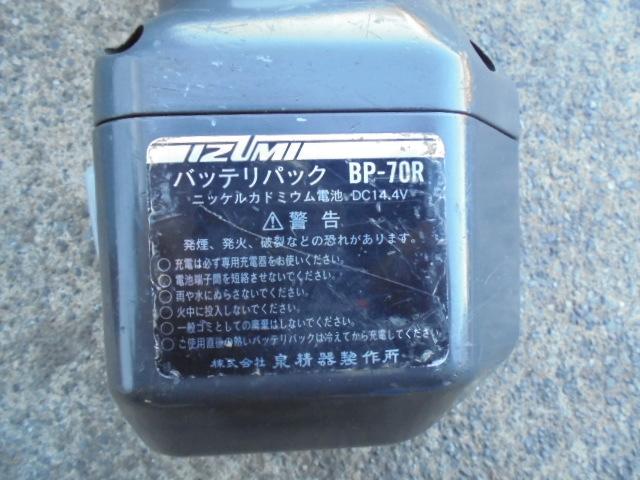 IZUMI
バッテリパック BP-70R
ニッケルカドミウム電池 DC14.4V
⚠警告
発煙、発火、破裂などの恐れがあります。
○充電は必ず専用充電器をお使いください。
○電池端子間を短絡させないでください。
○雨や水にぬらさないでください。
○火中に投入しないでください。
○一般ゴミとしての廃棄はしないでください。
○ご使用直後の熱いバッテリパックは冷えてから充電してください。
株式会社 泉精器製作所